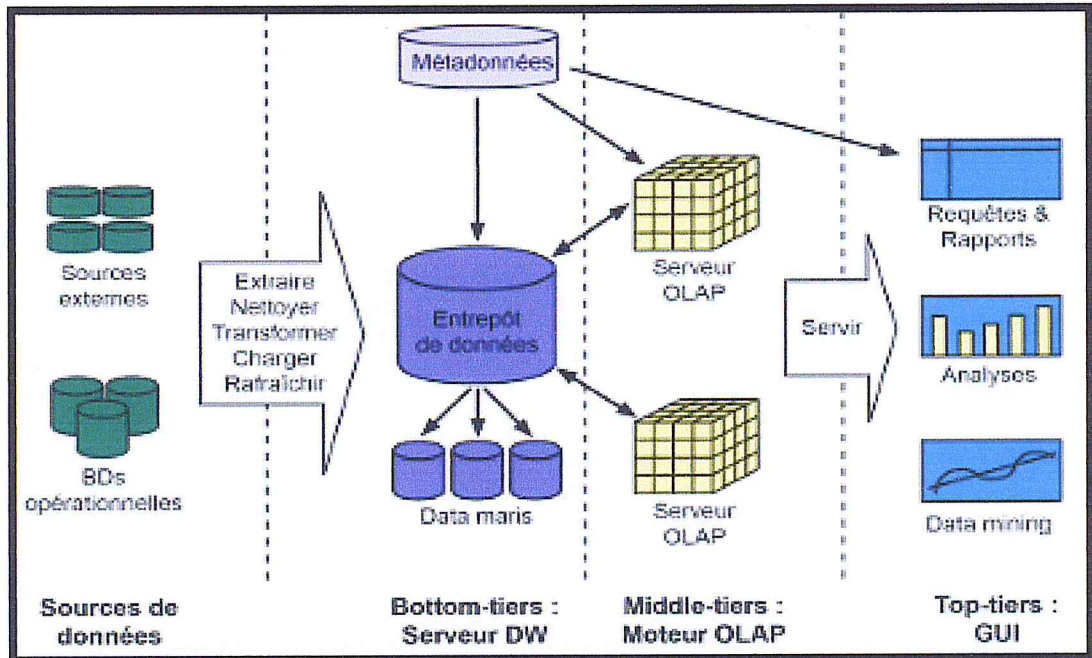 Métadonnées
Sources
externes
BDs
opérationnelles
Extraire
Nettoyer
Transformer
Charger
Rafraîchir
Entrepôt
de données
Data maris
Serveur
OLAP
Serveur
OLAP
Servir
Requêtes &
Rapports
Analyses
Data mining
Sources de
données
Bottom-tiers :
Serveur DW
Middle-tiers :
Moteur OLAP
Top-tiers :
GUI